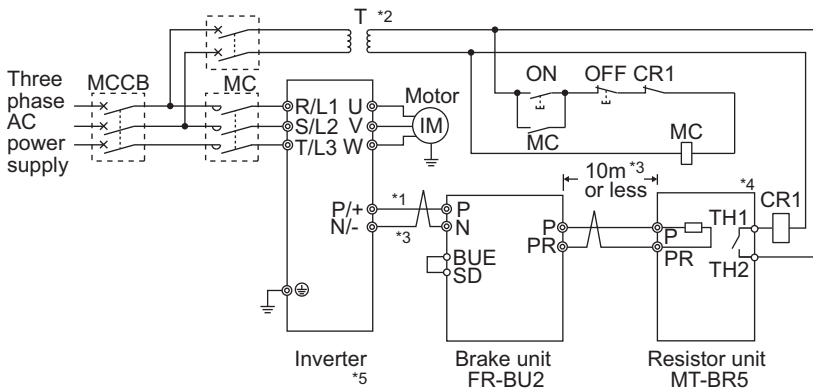 T *2
Three
phase
AC
power
supply
MCCB
MC
R/L1
S/L2
T/L3
U
V
W
Motor
IM
ON
OFF
CR1
MC
MC
P/+
N/-
*1
*3
P
N
BUE
SD
P
PR
10m *3
or less
*4
P
PR
TH1
TH2
CR1
Inverter
*5
Brake unit
FR-BU2
Resistor unit
MT-BR5